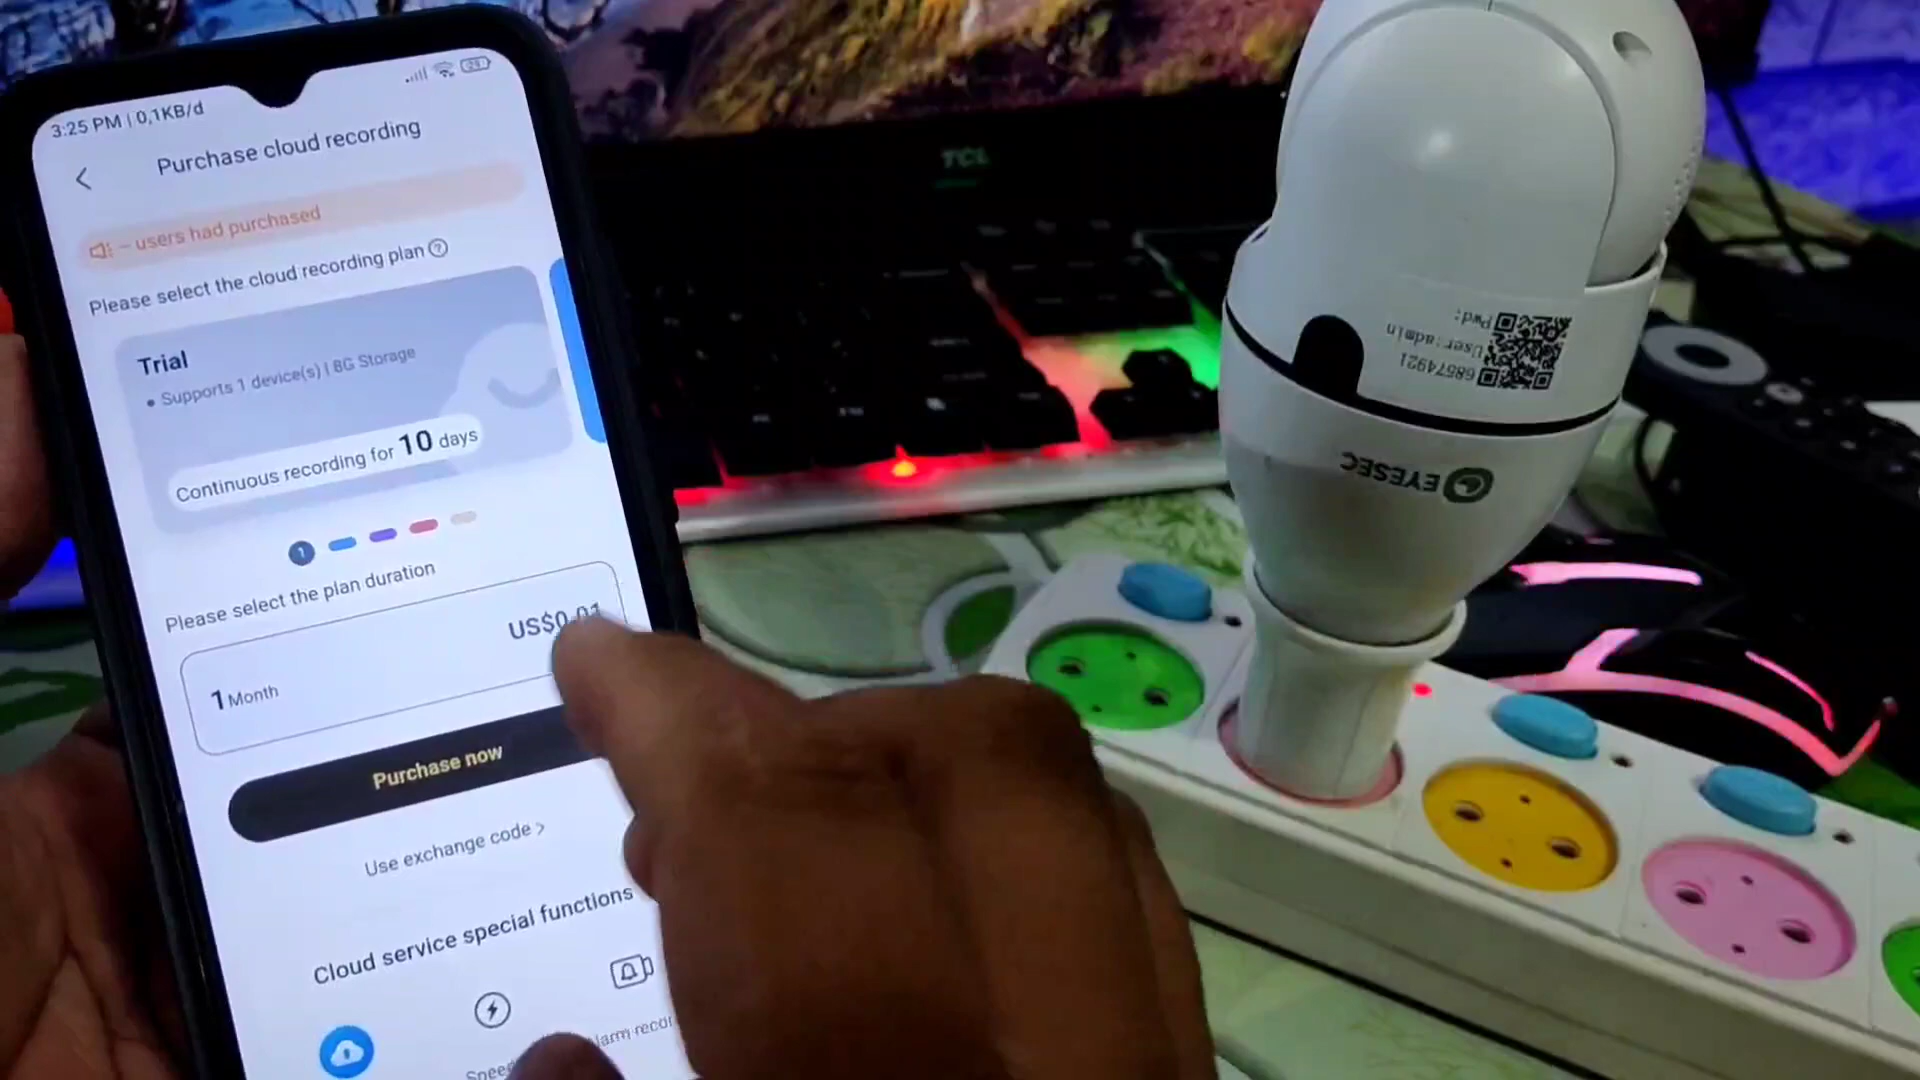 3:25 PM | 0,1KB/d
29
Purchase cloud recording
– users had purchased
Please select the cloud recording plan ?
Trial
• Supports 1 device(s) | 8G Storage
Continuous recording for 10 days
1
Please select the plan duration
US$0.01
1 Month
Purchase now
Use exchange code >
Cloud service special functions
TCL
68574921
User:admin
Pwd:
EYESEC